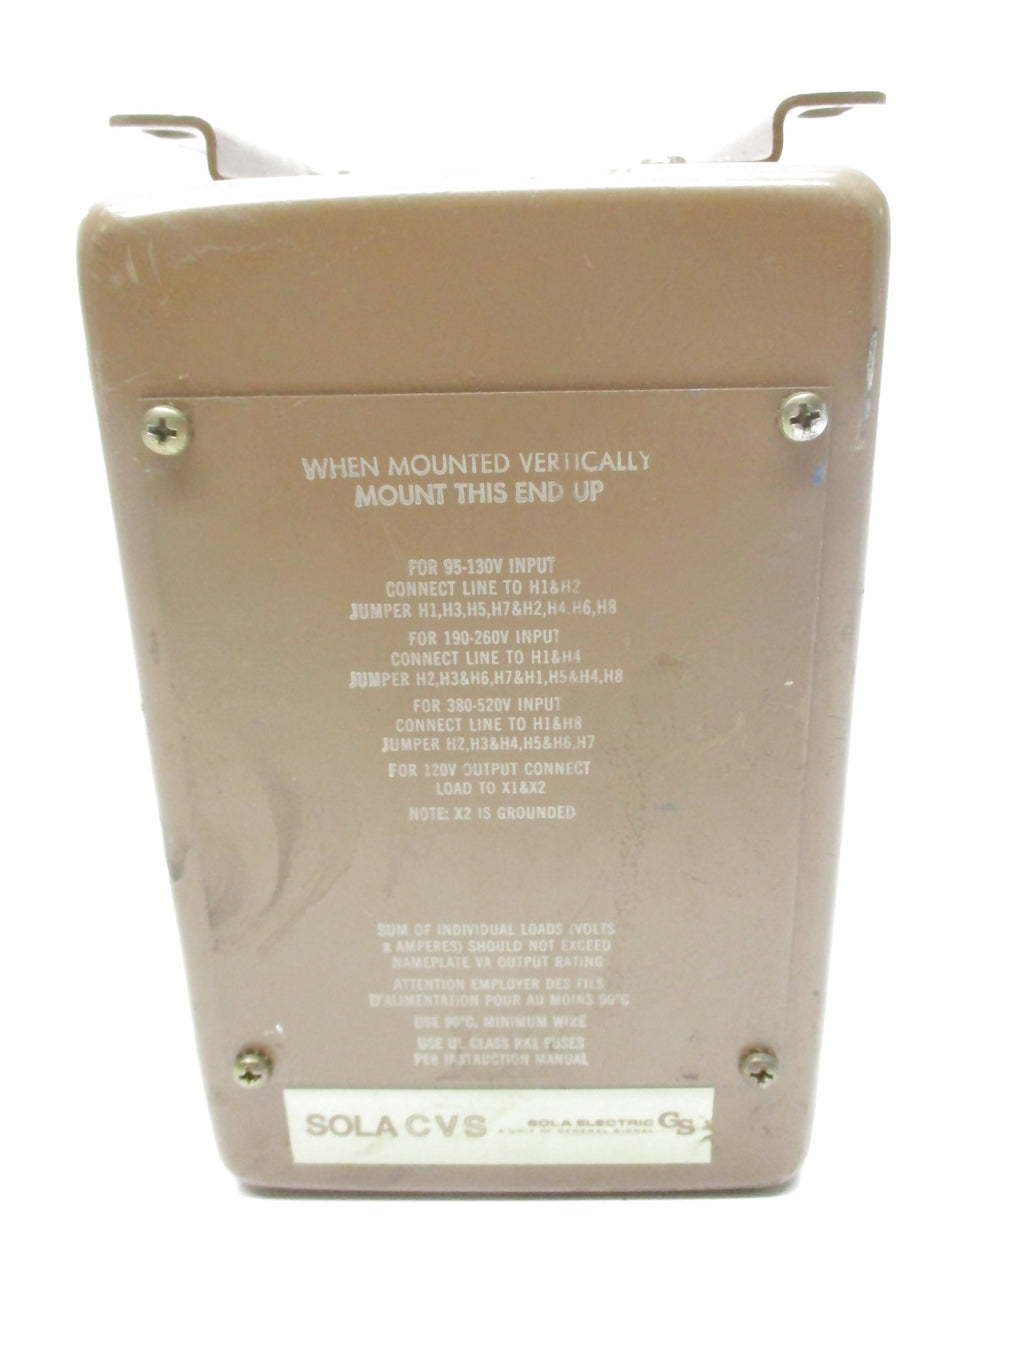 WHEN MOUNTED VERTICALLY
MOUNT THIS END UP
FOR 95-130V INPUT
CONNECT LINE TO H1&H2
JUMPER H1,H3,H5,H7&H2,H4,H6,H8
FOR 190-260V INPUT
CONNECT LINE TO H1&H4
JUMPER H2,H3&H6,H7&H1,H5&H4,H8
FOR 380-520V INPUT
CONNECT LINE TO H1&H8
JUMPER H2,H3&H4,H5&H6,H7
FOR 120V OUTPUT CONNECT
LOAD TO X1&X2
NOTE: X2 IS GROUNDED
SUM OF INDIVIDUAL LOADS (VOLTS
x AMPERES) SHOULD NOT EXCEED
NAMEPLATE VA OUTPUT RATING
ATTENTION EMPLOYER DES FILS
D'ALIMENTATION POUR AU MOINS 90°C
USE 90°C. MINIMUM WIRE
USE UL CLASS RK1 FUSES
PER INSTRUCTION MANUAL
SOLA CVS SOLA ELECTRIC GS
A UNIT OF GENERAL SIGNAL